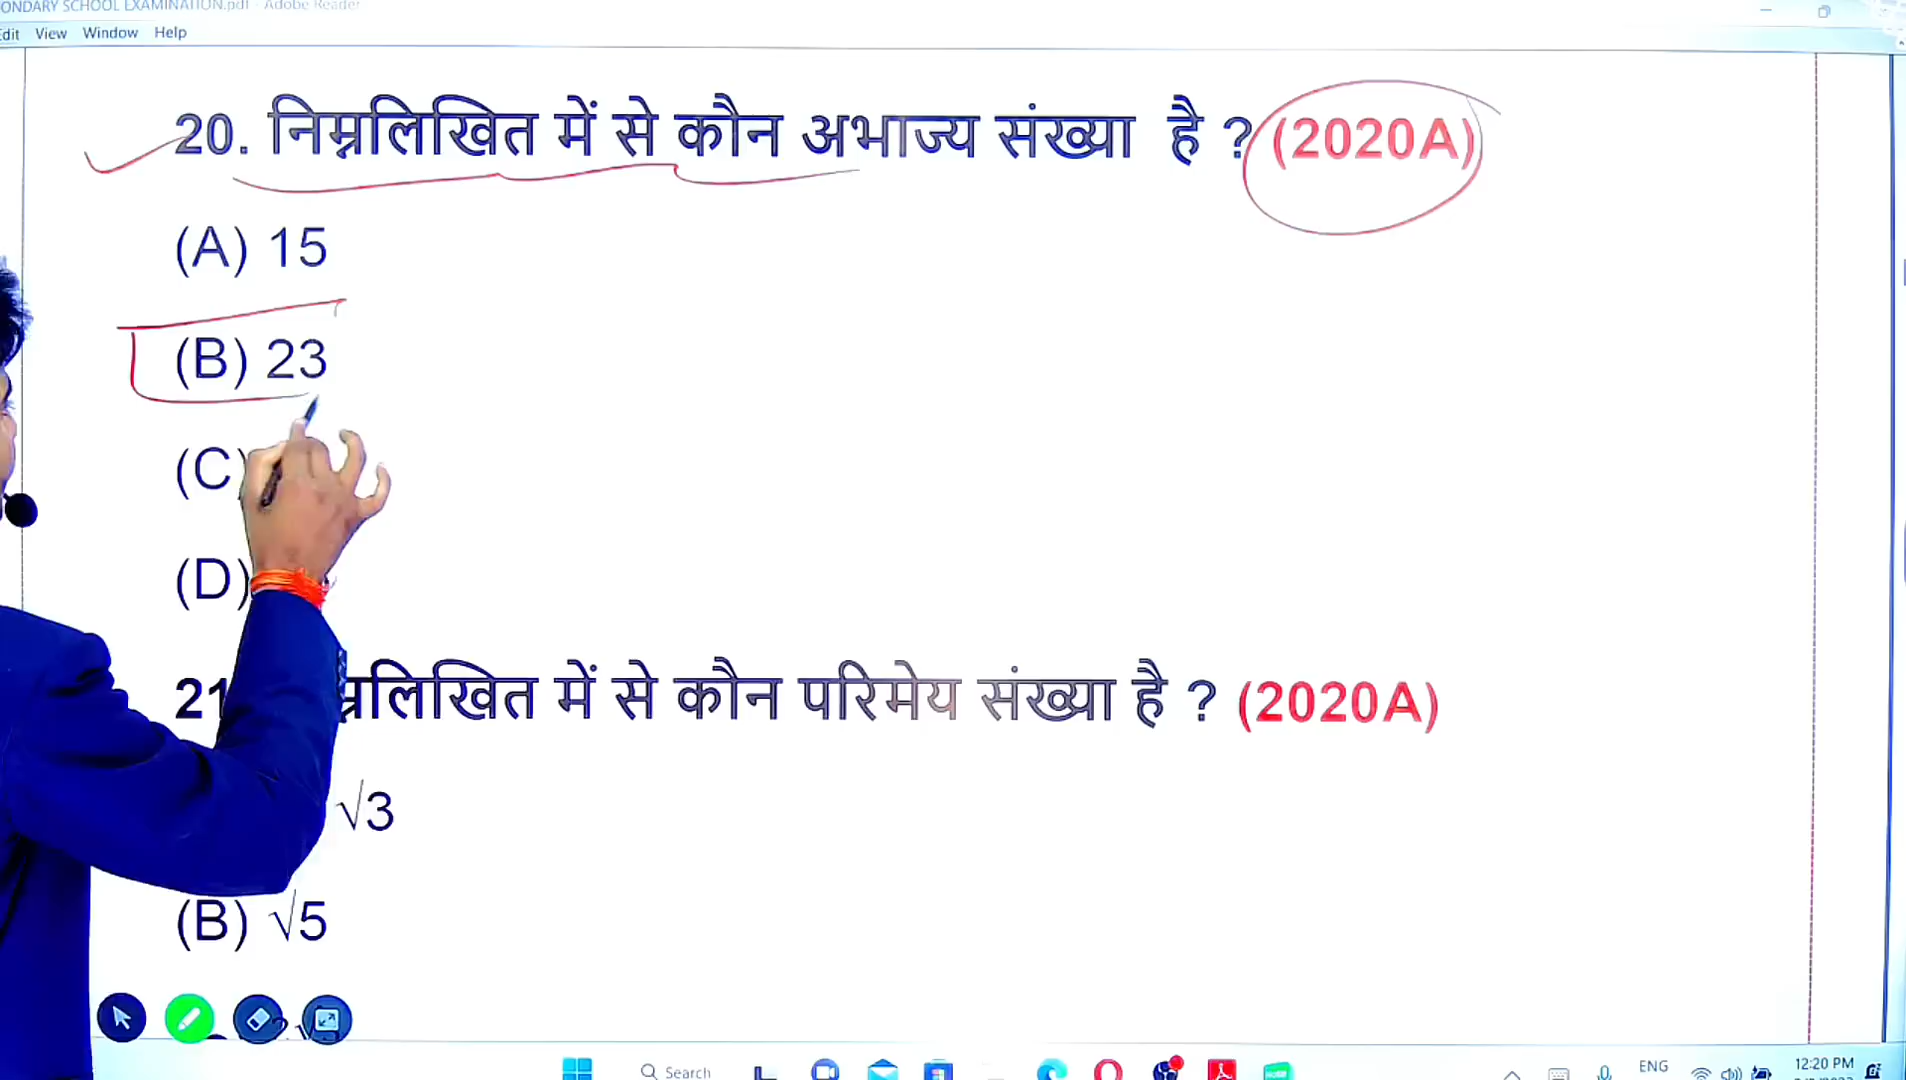 ONDARY SCHOOL EXAMINATION.pdf - Adobe Reader
Edit View Window Help
20. निम्नलिखित में से कौन अभाज्य संख्या है ? (2020A)
(A) 15
(B) 23
(C)
(D)
21 म्नलिखित में से कौन परिमेय संख्या है ? (2020A)
√3
(B) √5
Search
ENG
12:20 PM